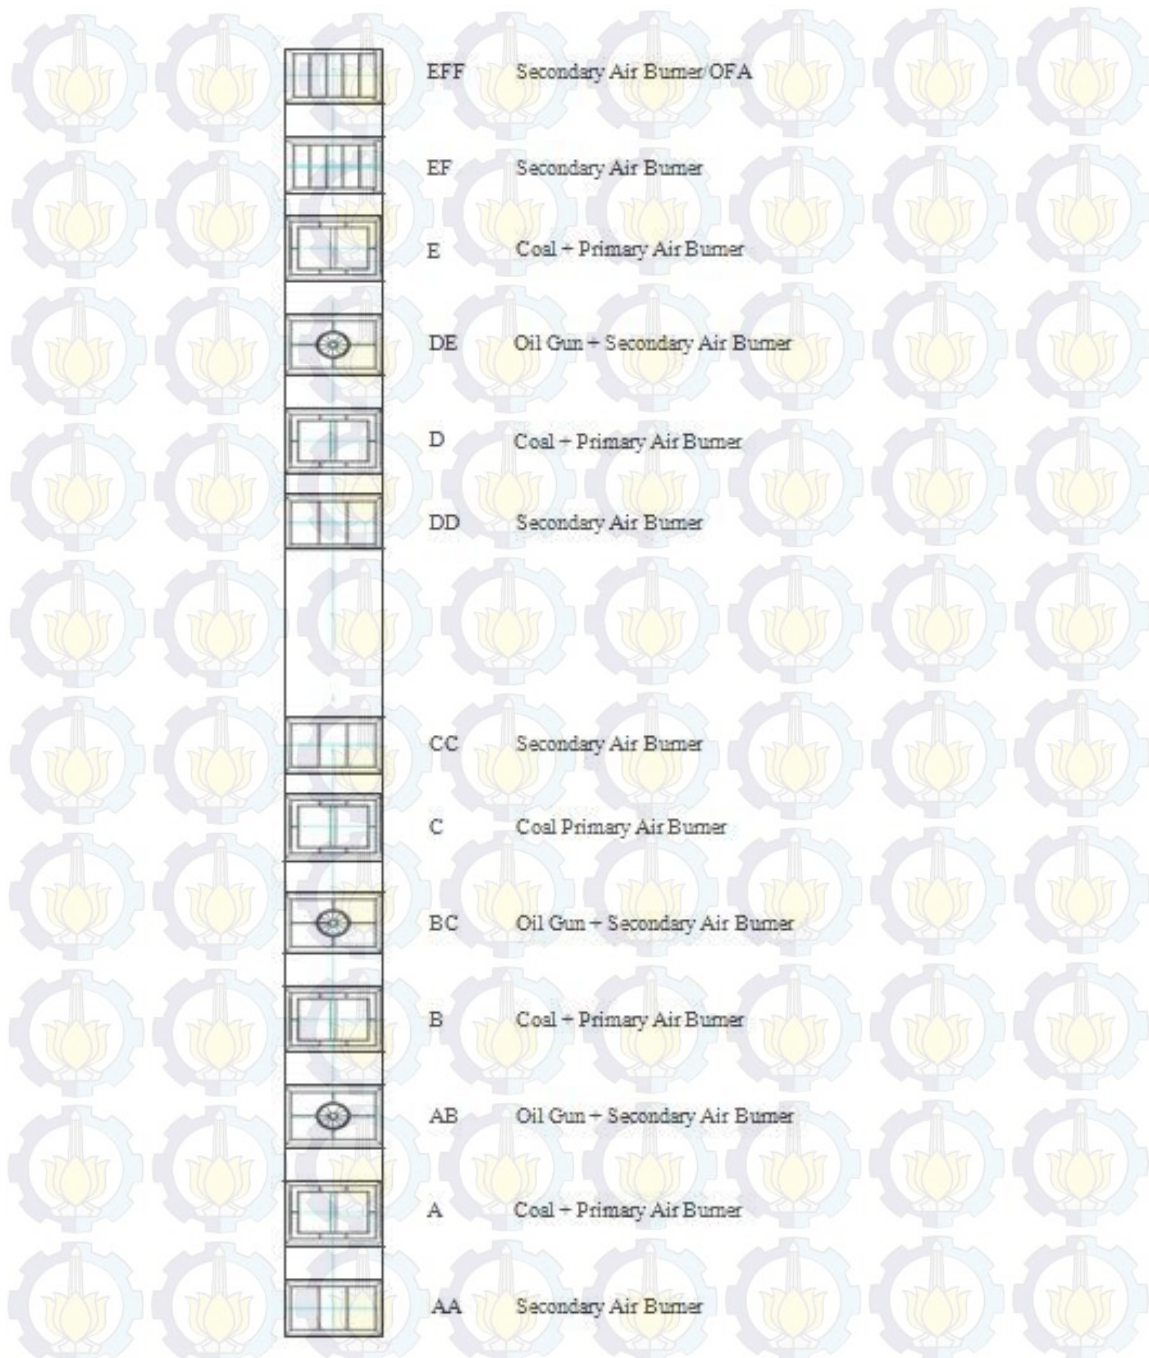 EFF Secondary Air Burner/OFA
EF Secondary Air Burner
E Coal + Primary Air Burner
DE Oil Gun + Secondary Air Burner
D Coal + Primary Air Burner
DD Secondary Air Burner
CC Secondary Air Burner
C Coal Primary Air Burner
BC Oil Gun + Secondary Air Burner
B Coal + Primary Air Burner
AB Oil Gun + Secondary Air Burner
A Coal + Primary Air Burner
AA Secondary Air Burner